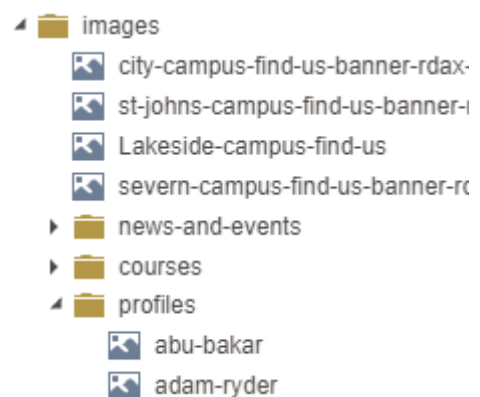 images
city-campus-find-us-banner-rdax-
st-johns-campus-find-us-banner-
Lakeside-campus-find-us
severn-campus-find-us-banner-
news-and-events
courses
profiles
abu-bakar
adam-ryder